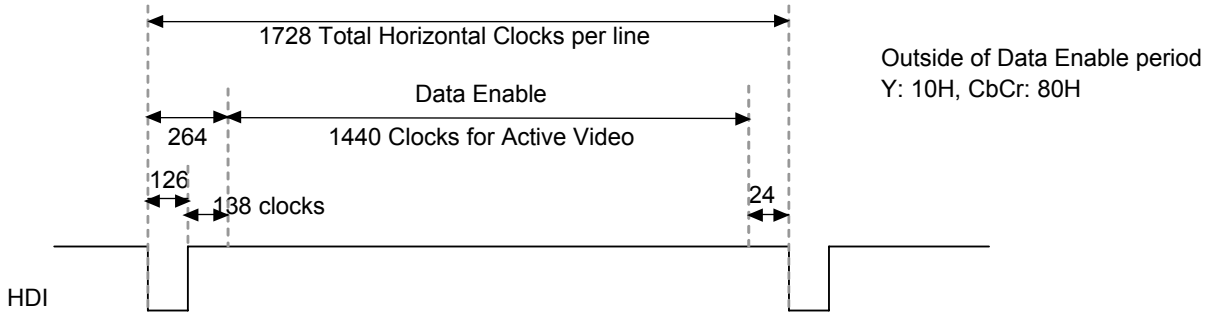 1728 Total Horizontal Clocks per line
Outside of Data Enable period
Y: 10H, CbCr: 80H
Data Enable
264
1440 Clocks for Active Video
126
24
138 clocks
HDI